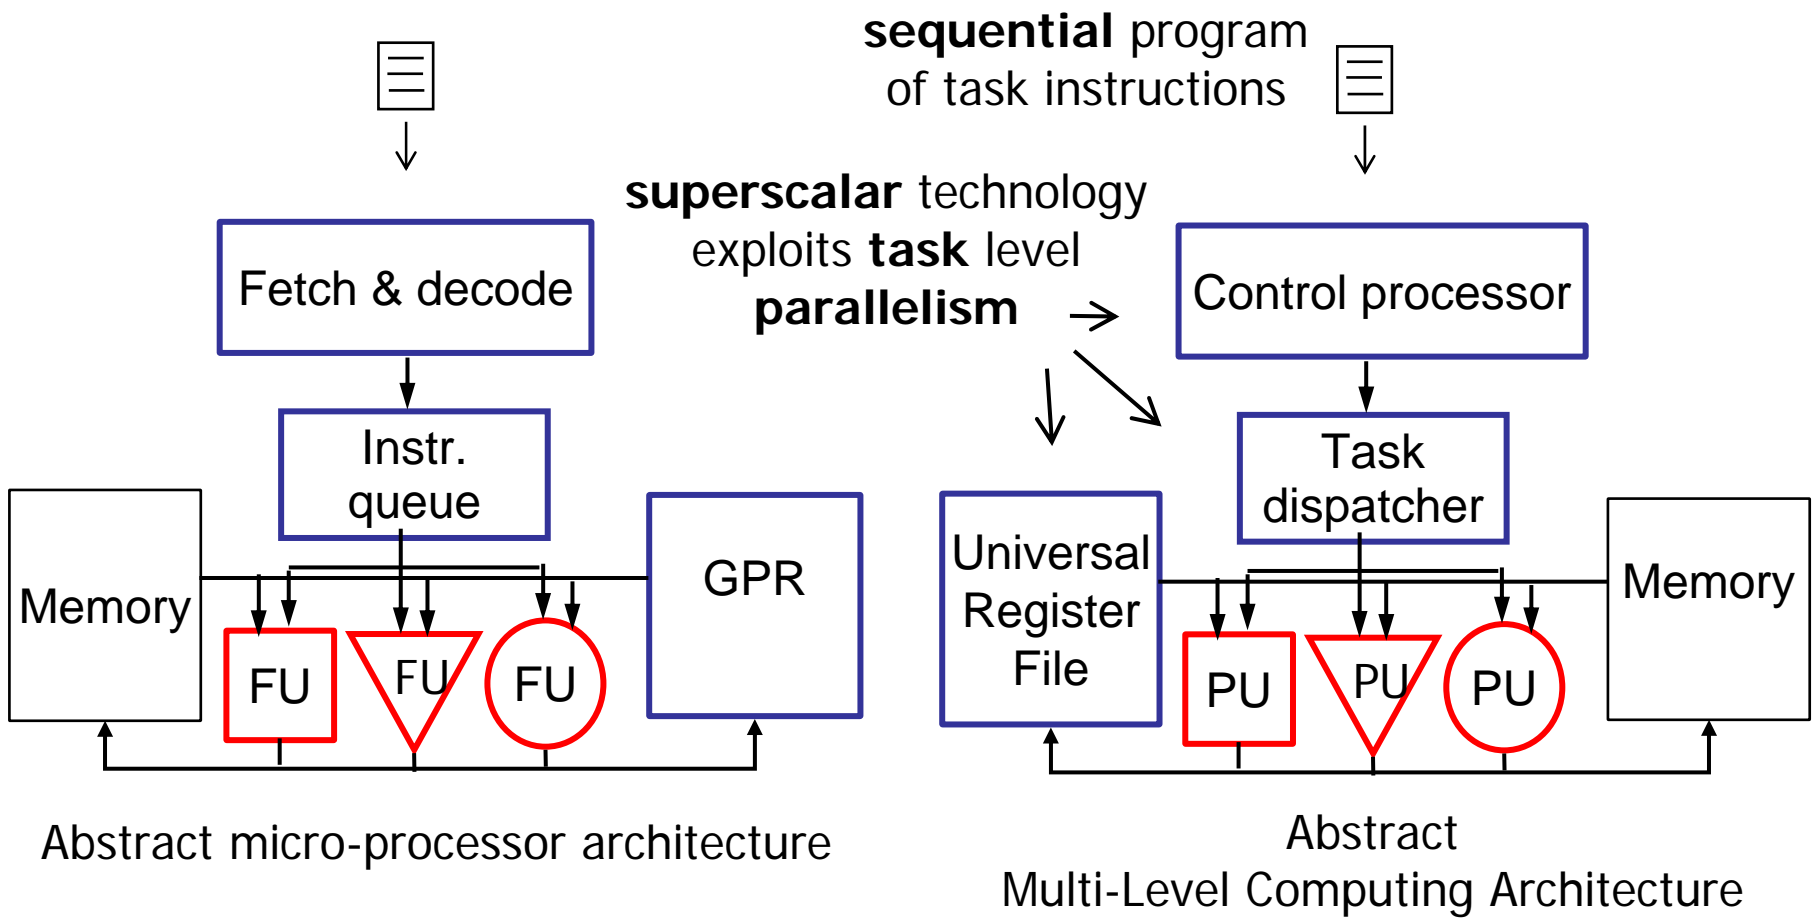 sequential program
of task instructions
superscalar technology
exploits task level
parallelism
Fetch & decode
Instr.
queue
Memory
GPR
FU
FU
FU
Abstract micro-processor architecture
Control processor
Task
dispatcher
Universal
Register
File
Memory
PU
PU
PU
Abstract
Multi-Level Computing Architecture